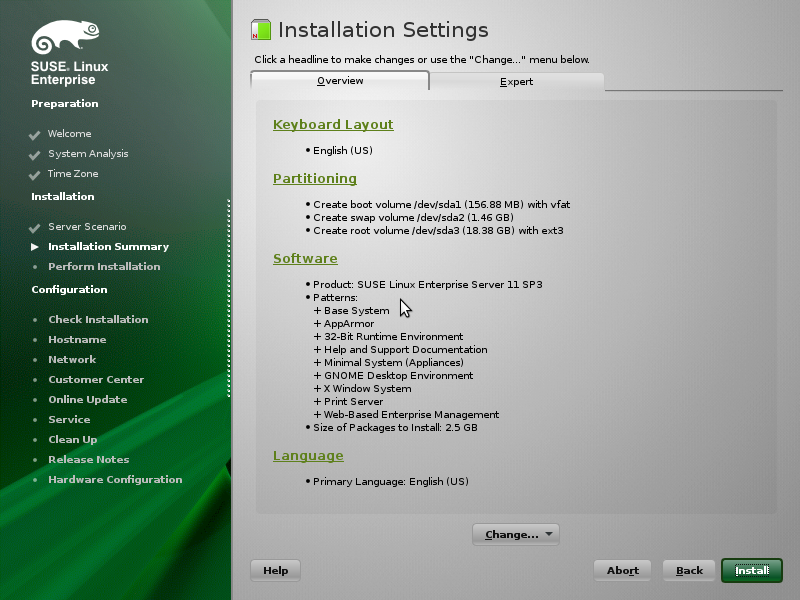 SUSE. Linux
Enterprise
Preparation
Welcome
System Analysis
Time Zone
Installation
Server Scenario
Installation Summary
Perform Installation
Configuration
Check Installation
Hostname
Network
Customer Center
Online Update
Service
Clean Up
Release Notes
Hardware Configuration
Installation Settings
Click a headline to make changes or use the "Change..." menu below.
Overview
Expert
Keyboard Layout
• English (US)
Partitioning
• Create boot volume /dev/sda1 (156.88 MB) with vfat
• Create swap volume /dev/sda2 (1.46 GB)
• Create root volume /dev/sda3 (18.38 GB) with ext3
Software
• Product: SUSE Linux Enterprise Server 11 SP3
• Patterns:
+ Base System
+ AppArmor
+ 32-Bit Runtime Environment
+ Help and Support Documentation
+ Minimal System (Appliances)
+ GNOME Desktop Environment
+ X Window System
+ Print Server
+ Web-Based Enterprise Management
• Size of Packages to Install: 2.5 GB
Language
• Primary Language: English (US)
Change...
Help
Abort
Back
Install